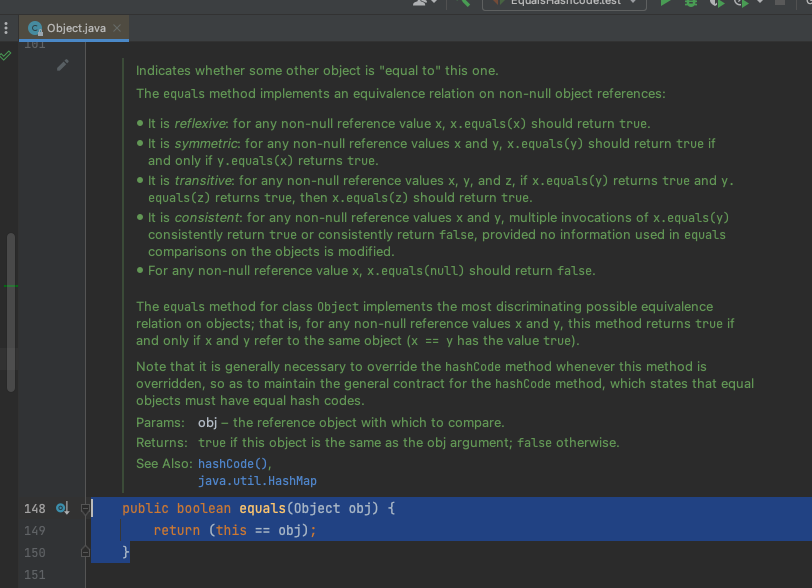 EqualsHashcode.test
Object.java
101
Indicates whether some other object is "equal to" this one.
The equals method implements an equivalence relation on non-null object references:
• It is reflexive: for any non-null reference value x, x.equals(x) should return true.
• It is symmetric: for any non-null reference values x and y, x.equals(y) should return true if
and only if y.equals(x) returns true.
• It is transitive: for any non-null reference values x, y, and z, if x.equals(y) returns true and y.
equals(z) returns true, then x.equals(z) should return true.
• It is consistent: for any non-null reference values x and y, multiple invocations of x.equals(y)
consistently return true or consistently return false, provided no information used in equals
comparisons on the objects is modified.
• For any non-null reference value x, x.equals(null) should return false.
The equals method for class Object implements the most discriminating possible equivalence
relation on objects; that is, for any non-null reference values x and y, this method returns true if
and only if x and y refer to the same object (x == y has the value true).
Note that it is generally necessary to override the hashCode method whenever this method is
overridden, so as to maintain the general contract for the hashCode method, which states that equal
objects must have equal hash codes.
Params: obj – the reference object with which to compare.
Returns: true if this object is the same as the obj argument; false otherwise.
See Also: hashCode(),
java.util.HashMap
148 public boolean equals(Object obj) {
149 return (this == obj);
150 }
151